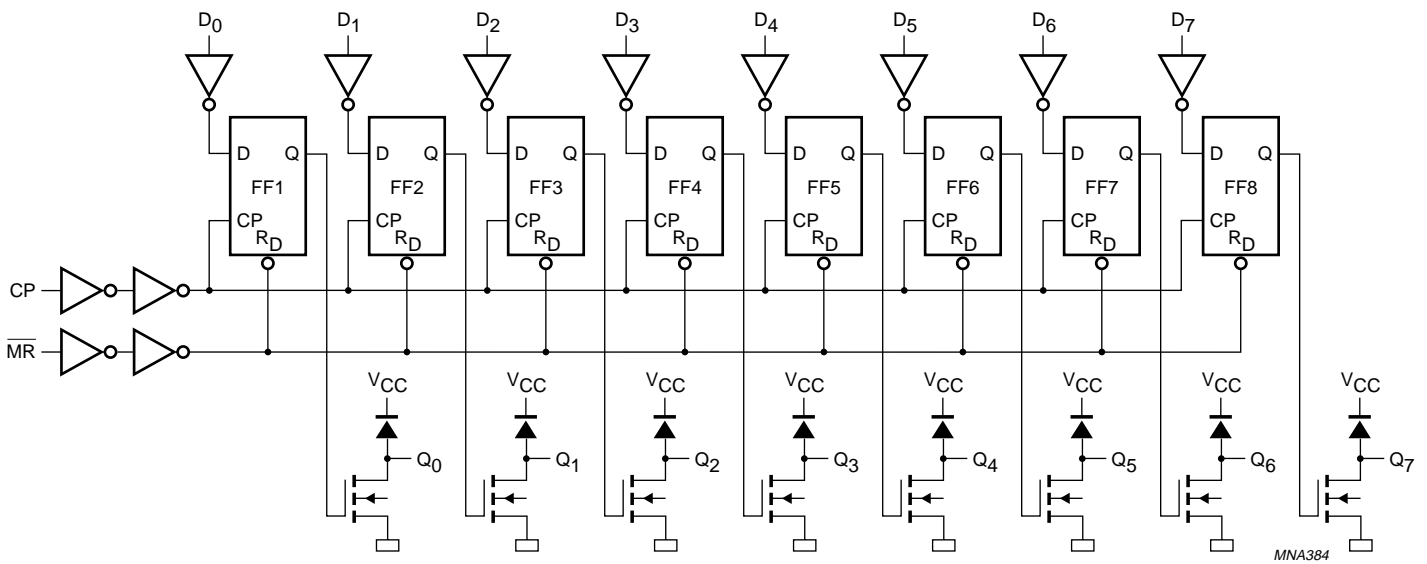 D0 D1 D2 D3 D4 D5 D6 D7
D Q D Q D Q D Q D Q D Q D Q D Q
FF1 FF2 FF3 FF4 FF5 FF6 FF7 FF8
CP CP CP CP CP CP CP CP
RD RD RD RD RD RD RD RD
CP
MR
VCC VCC VCC VCC VCC VCC VCC VCC
Q0 Q1 Q2 Q3 Q4 Q5 Q6 Q7
MNA384